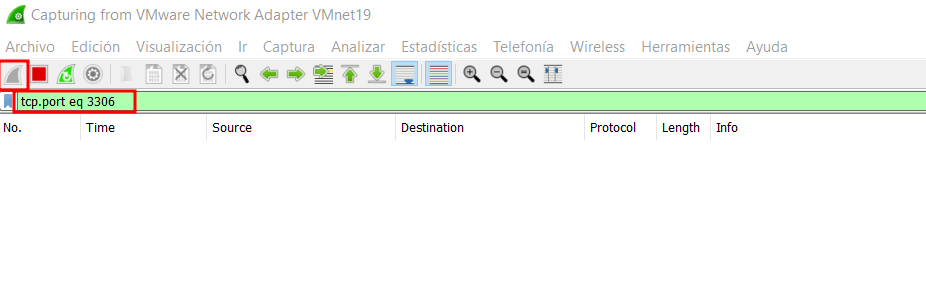 Capturing from VMware Network Adapter VMnet19
Archivo Edición Visualización Ir Captura Analizar Estadísticas Telefonía Wireless Herramientas Ayuda
tcp.port eq 3306
No. Time Source Destination Protocol Length Info